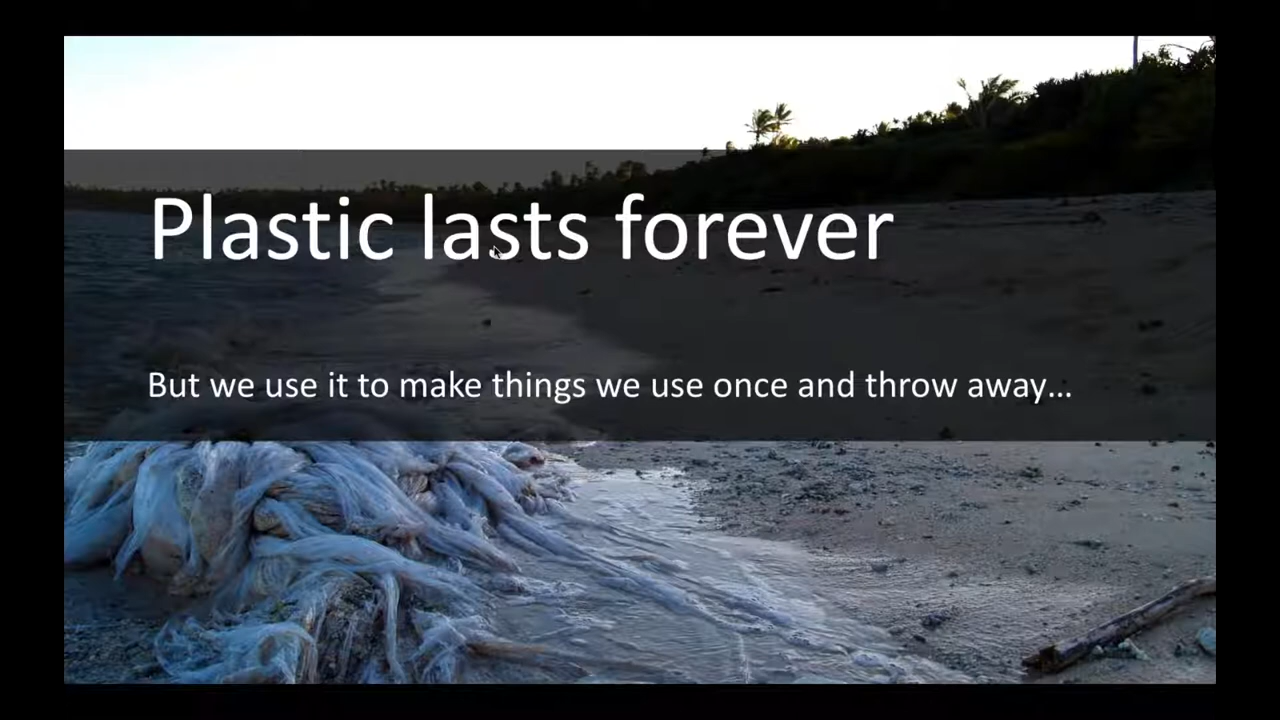 Plastic lasts forever
But we use it to make things we use once and throw away...